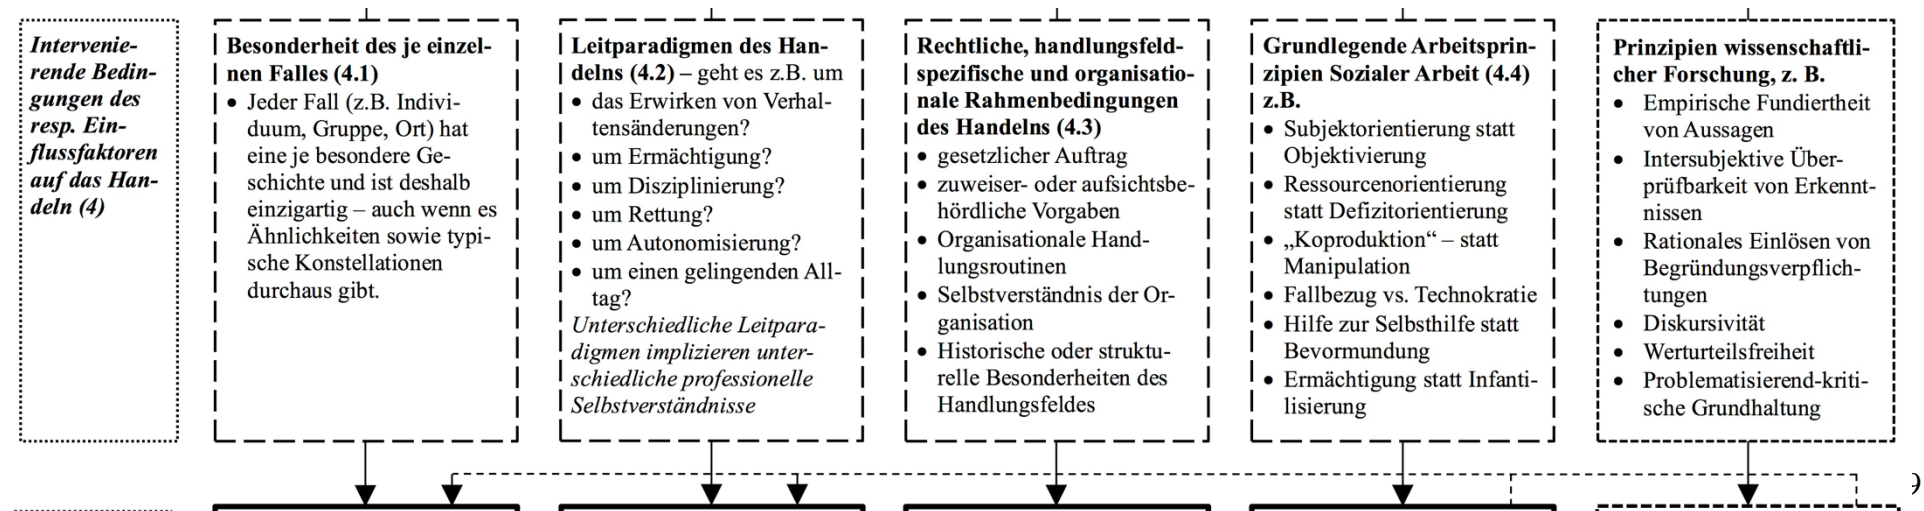 Intervenie-
rende Bedin-
gungen des
resp. Ein-
flussfaktoren
auf das Han-
deln (4)
Besonderheit des je einzel-
nen Falles (4.1)
• Jeder Fall (z.B. Indivi-
duum, Gruppe, Ort) hat
eine je besondere Ge-
schichte und ist deshalb
einzigartig – auch wenn es
Ähnlichkeiten sowie typi-
sche Konstellationen
durchaus gibt.
Leitparadigmen des Han-
delns (4.2) – geht es z.B. um
• das Erwirken von Verhal-
tensänderungen?
• um Ermächtigung?
• um Disziplinierung?
• um Rettung?
• um Autonomisierung?
• um einen gelingenden All-
tag?
Unterschiedliche Leitpara-
digmen implizieren unter-
schiedliche professionelle
Selbstverständnisse
Rechtliche, handlungsfeld-
spezifische und organisatio-
nale Rahmenbedingungen
des Handelns (4.3)
• gesetzlicher Auftrag
• zuweiser- oder aufsichtsbe-
hördliche Vorgaben
• Organisationale Hand-
lungsroutinen
• Selbstverständnis der Or-
ganisation
• Historische oder struktu-
relle Besonderheiten des
Handlungsfeldes
Grundlegende Arbeitsprin-
zipien Sozialer Arbeit (4.4)
z.B.
• Subjektorientierung statt
Objektivierung
• Ressourcenorientierung
statt Defizitorientierung
• „Koproduktion“ – statt
Manipulation
• Fallbezug vs. Technokratie
• Hilfe zur Selbsthilfe statt
Bevormundung
• Ermächtigung statt Infanti-
lisierung
Prinzipien wissenschaftli-
cher Forschung, z. B.
• Empirische Fundiertheit
von Aussagen
• Intersubjektive Über-
prüfbarkeit von Erkennt-
nissen
• Rationales Einlösen von
Begründungsverpflich-
tungen
• Diskursivität
• Werturteilsfreiheit
• Problematisierend-kriti-
sche Grundhaltung
9